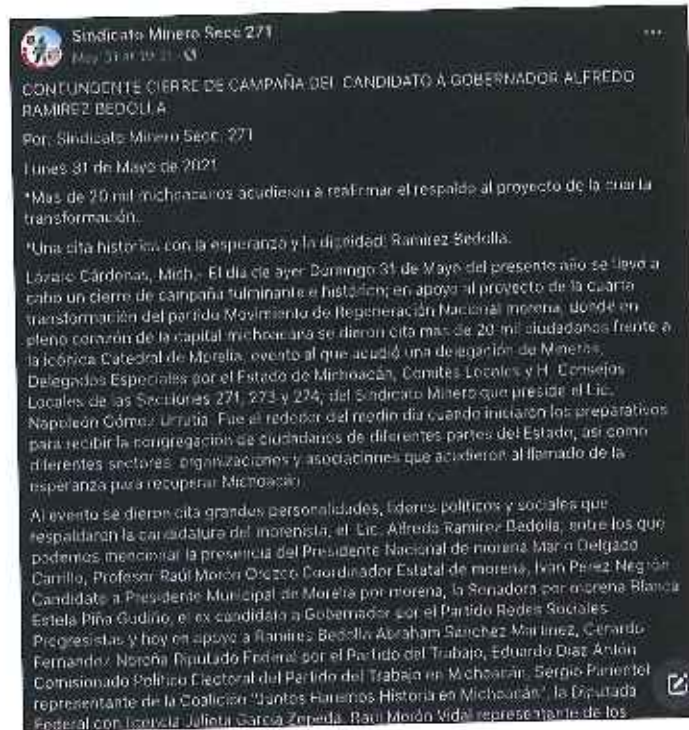 Sindicato Minero Secc 271
May 31 at
CONTUNDENTE CIERRE DE CAMPAÑA DEL CANDIDATO A GOBERNADOR ALFREDO
RAMIREZ BEDOLLA
Por: Sindicato Minero Secc. 271
Lunes 31 de Mayo de 2021
*Mas de 20 mil michoacanos acudieron a reafirmar el respaldo al proyecto de la cuarta
transformación.
*Una cita histórica con la esperanza y la dignidad: Ramirez Bedolla.
Lázaro Cárdenas, Mich.- El día de ayer Domingo 31 de Mayo del presente año se llevo a
cabo un cierre de campaña fulminante e histórico; en apoyo al proyecto de la cuarta
transformación del partido Movimiento de Regeneración Nacional morena, donde en
pleno corazón de la capital michoacana se dieron cita mas de 20 mil ciudadanos frente a
la icónica Catedral de Morelia, evento al que acudió una delegación de Mineros,
Delegados Especiales por el Estado de Michoacán, Comités Locales y H. Consejos
Locales de las Secciones 271, 273 y 274, del Sindicato Minero que preside el Lic.
Napoleón Gómez Urrutia. Fue al rededor del medio día cuando iniciaron los preparativos
para recibir la congregación de ciudadanos de diferentes partes del Estado, así como
diferentes sectores, organizaciones y asociaciones que acudieron al llamado de la
esperanza para recuperar Michoacán.
Al evento se dieron cita grandes personalidades, líderes políticos y sociales que
respaldaron la candidatura del morenista, el Lic. Alfredo Ramirez Bedolla, entre los que
podemos mencionar la presencia del Presidente Nacional de morena Mario Delgado
Carrillo, Profesor Raúl Morón Orozco Coordinador Estatal de morena, Ivan Perez Negrón
Candidato a Presidente Municipal de Morelia por morena, la Senadora por morena Blanca
Estela Piña Gudiño, el ex candidato a Gobernador por el Partido Redes Sociales
Progresistas y hoy en apoyo a Ramirez Bedolla Abraham Sanchez Martinez, Gerardo
Fernandez Noroña Diputado Federal por el Partido del Trabajo, Eduardo Díaz Antón
Comisionado Político Electoral del Partido del Trabajo en Michoacán, Sergio Pimentel
representante de la Coalición "Juntos Haremos Historia en Michoacán", la Diputada
Federal con licencia Julieta García Zepeda, Raúl Morón Vidal representante de los